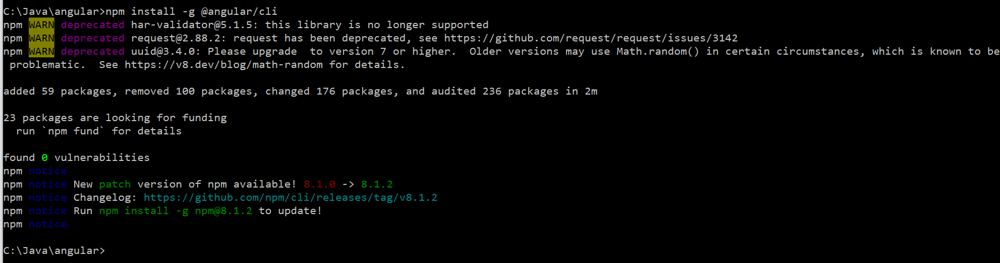 C:\Java\angular>npm install -g @angular/cli
npm WARN deprecated har-validator@5.1.5: this library is no longer supported
npm WARN deprecated request@2.88.2: request has been deprecated, see https://github.com/request/request/issues/3142
npm WARN deprecated uuid@3.4.0: Please upgrade  to version 7 or higher.  Older versions may use Math.random() in certain circumstances, which is known to be
 problematic.  See https://v8.dev/blog/math-random for details.
added 59 packages, removed 100 packages, changed 176 packages, and audited 236 packages in 2m
23 packages are looking for funding
  run `npm fund` for details
found 0 vulnerabilities
npm notice
npm notice New patch version of npm available! 8.1.0 -> 8.1.2
npm notice Changelog: https://github.com/npm/cli/releases/tag/v8.1.2
npm notice Run npm install -g npm@8.1.2 to update!
npm notice
C:\Java\angular>